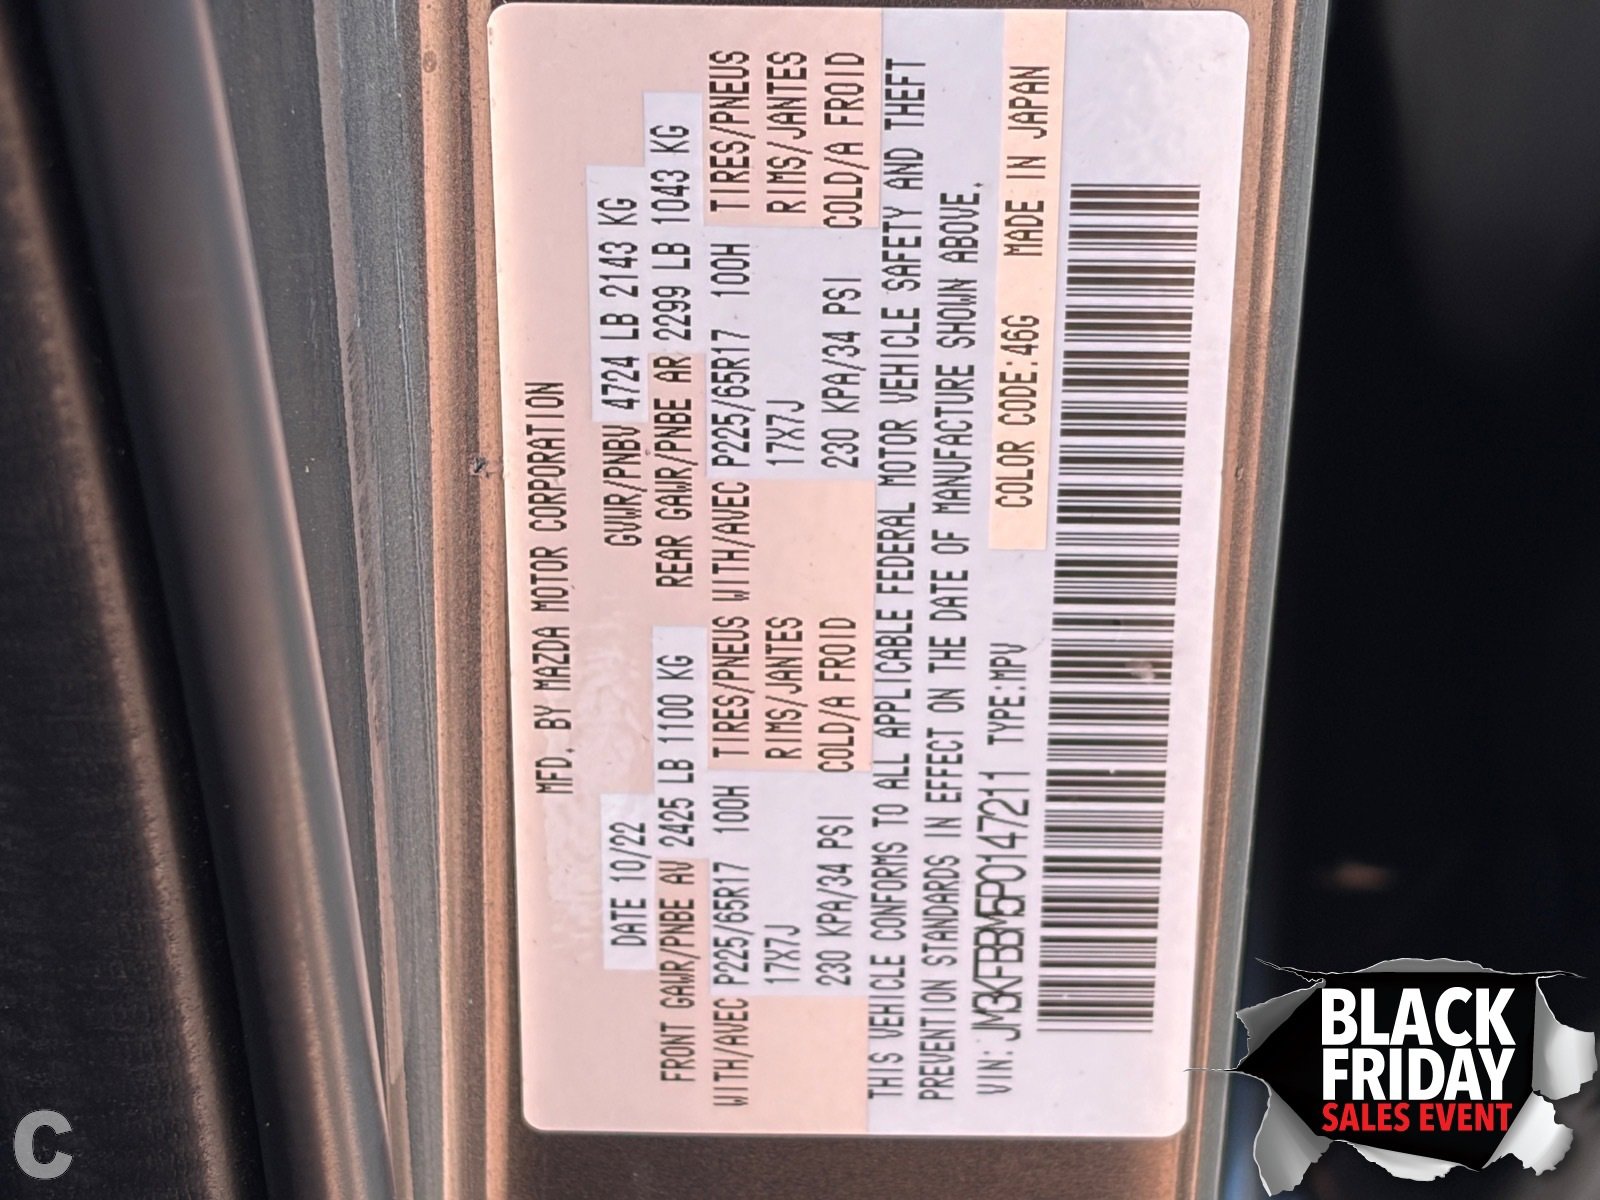 MFD. BY MAZDA MOTOR CORPORATION
DATE 10/22 GVWR/PNBV 4724 LB 2143 KG
FRONT GAWR/PNBE AV 2425 LB 1100 KG REAR GAWR/PNBE AR 2299 LB 1043 KG
WITH/AVEC P225/65R17 100H TIRES/PNEUS WITH/AVEC P225/65R17 100H TIRES/PNEUS
17X7J RIMS/JANTES 17X7J RIMS/JANTES
230 KPA/34 PSI COLD/A FROID 230 KPA/34 PSI COLD/A FROID
THIS VEHICLE CONFORMS TO ALL APPLICABLE FEDERAL MOTOR VEHICLE SAFETY AND THEFT
PREVENTION STANDARDS IN EFFECT ON THE DATE OF MANUFACTURE SHOWN ABOVE.
VIN: JM3KFBBM5P0147211 TYPE:MPV COLOR CODE:46G MADE IN JAPAN
BLACK
FRIDAY
SALES EVENT
C